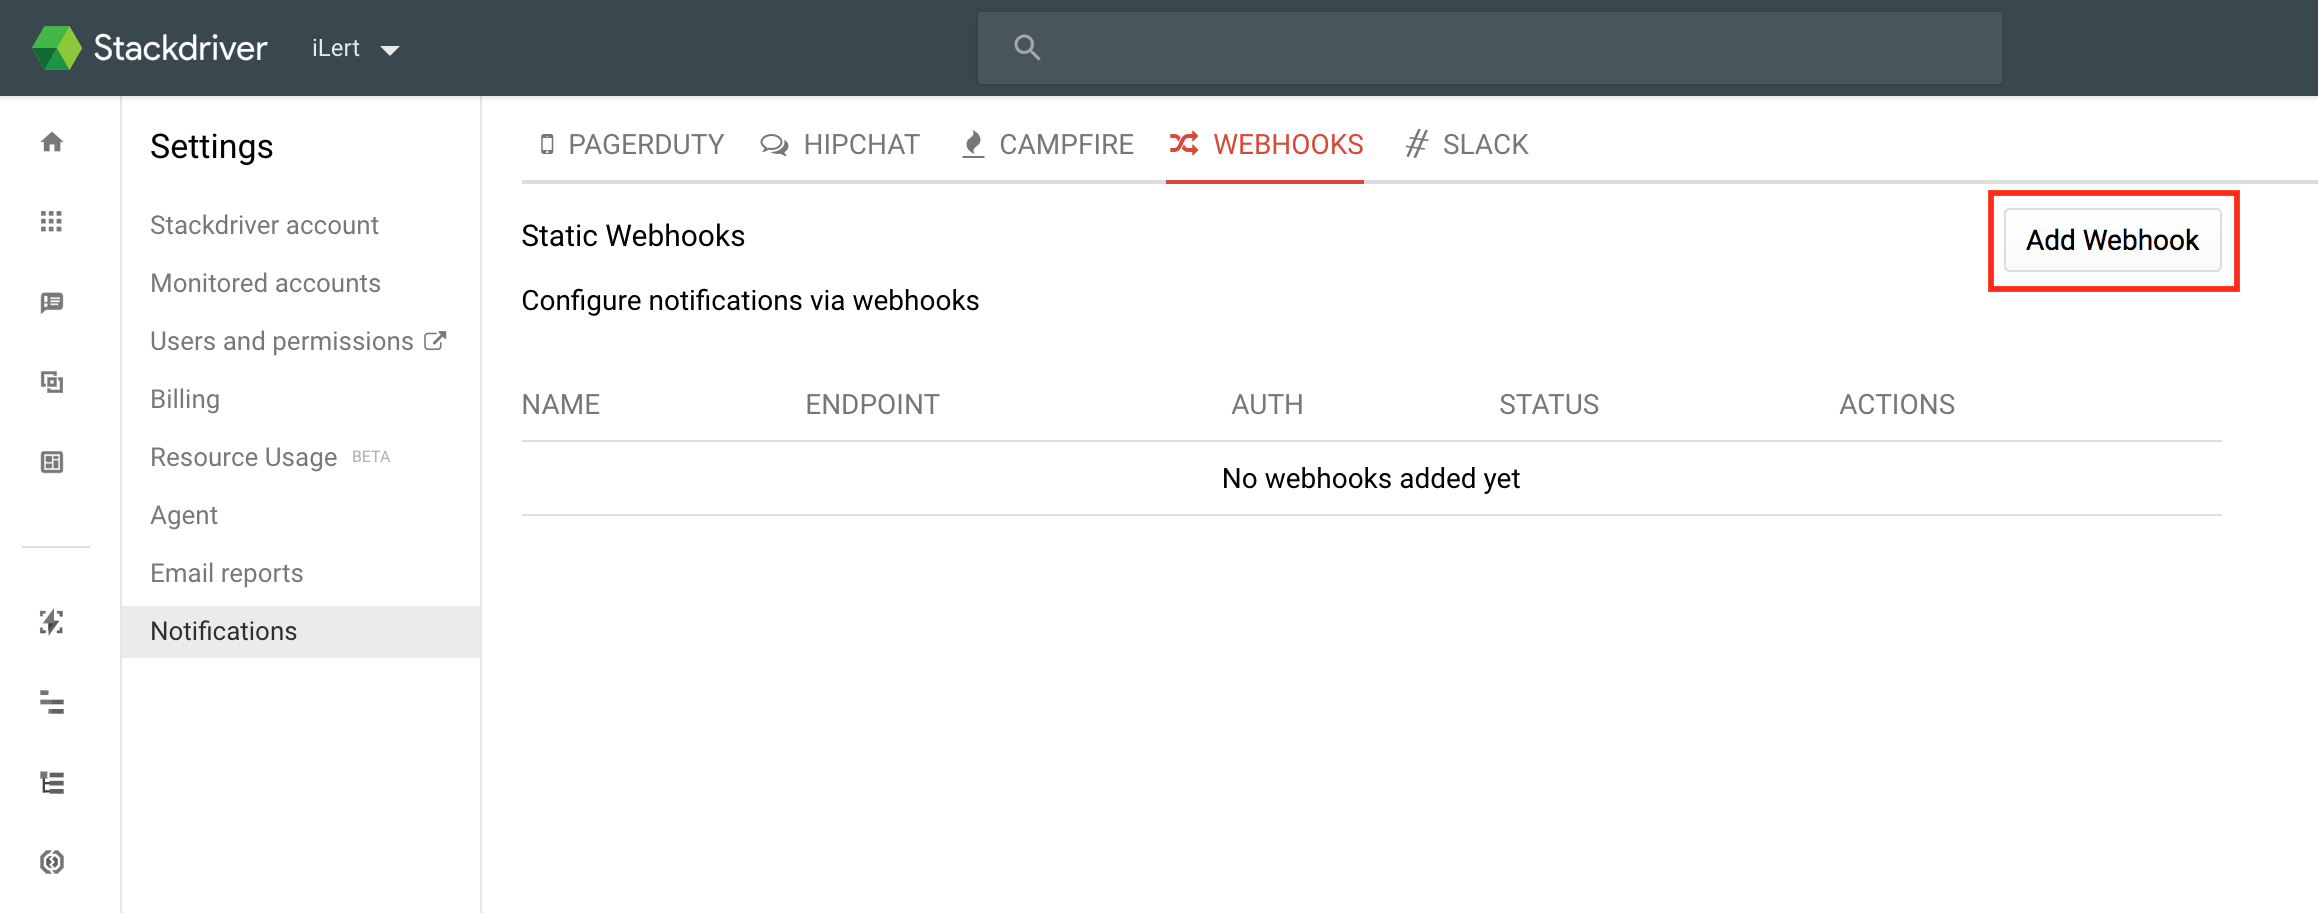 Stackdriver iLert
Settings
Stackdriver account
Monitored accounts
Users and permissions
Billing
Resource Usage BETA
Agent
Email reports
Notifications
PAGERDUTY HIPCHAT CAMPFIRE WEBHOOKS # SLACK
Static Webhooks
Add Webhook
Configure notifications via webhooks
NAME ENDPOINT AUTH STATUS ACTIONS
No webhooks added yet